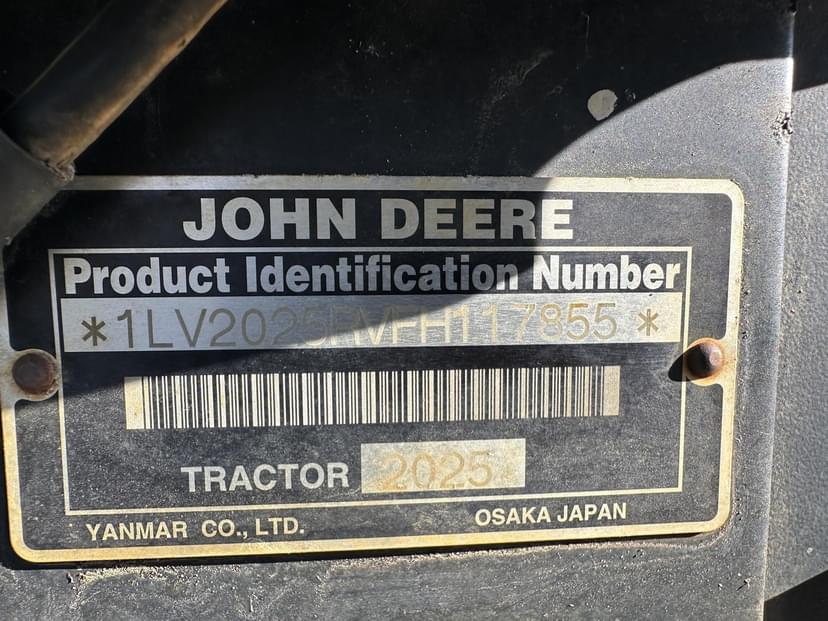 JOHN DEERE
Product Identification Number
*1LV2025RVFH117855*
TRACTOR 2025
YANMAR CO., LTD. OSAKA JAPAN